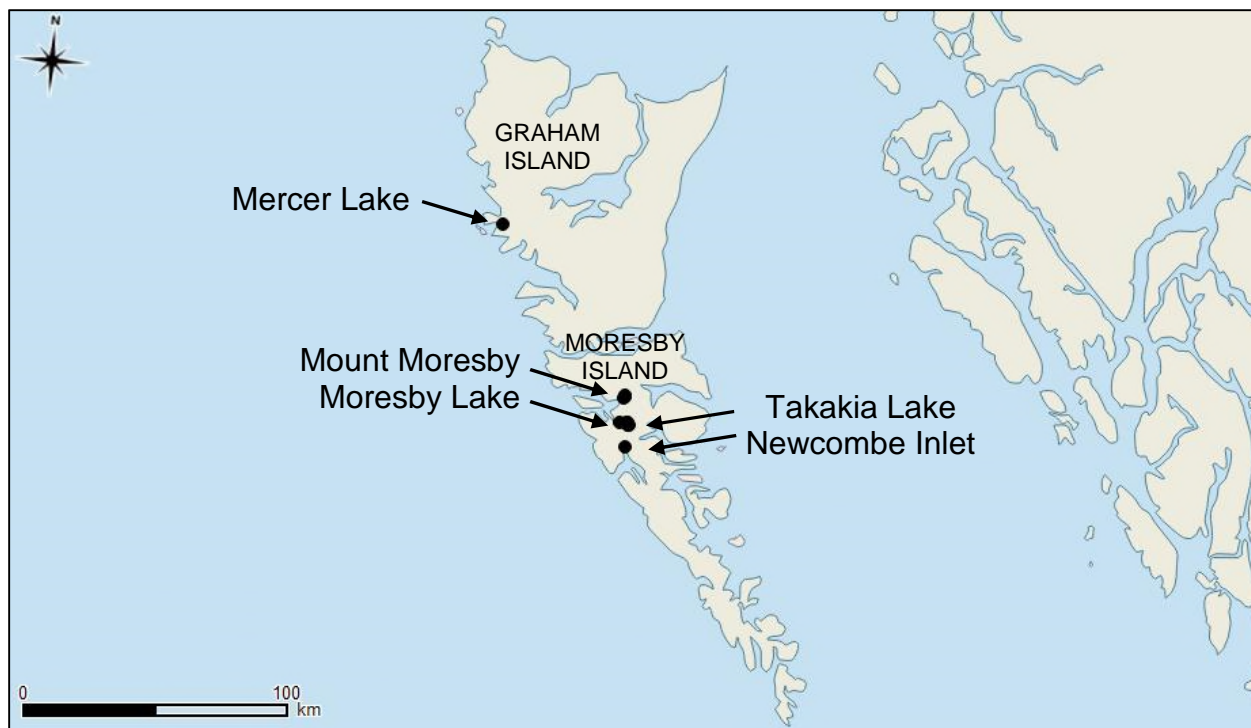 N
GRAHAM
ISLAND
Mercer Lake
MORESBY
ISLAND
Mount Moresby
Moresby Lake
Takakia Lake
Newcombe Inlet
0 100
km